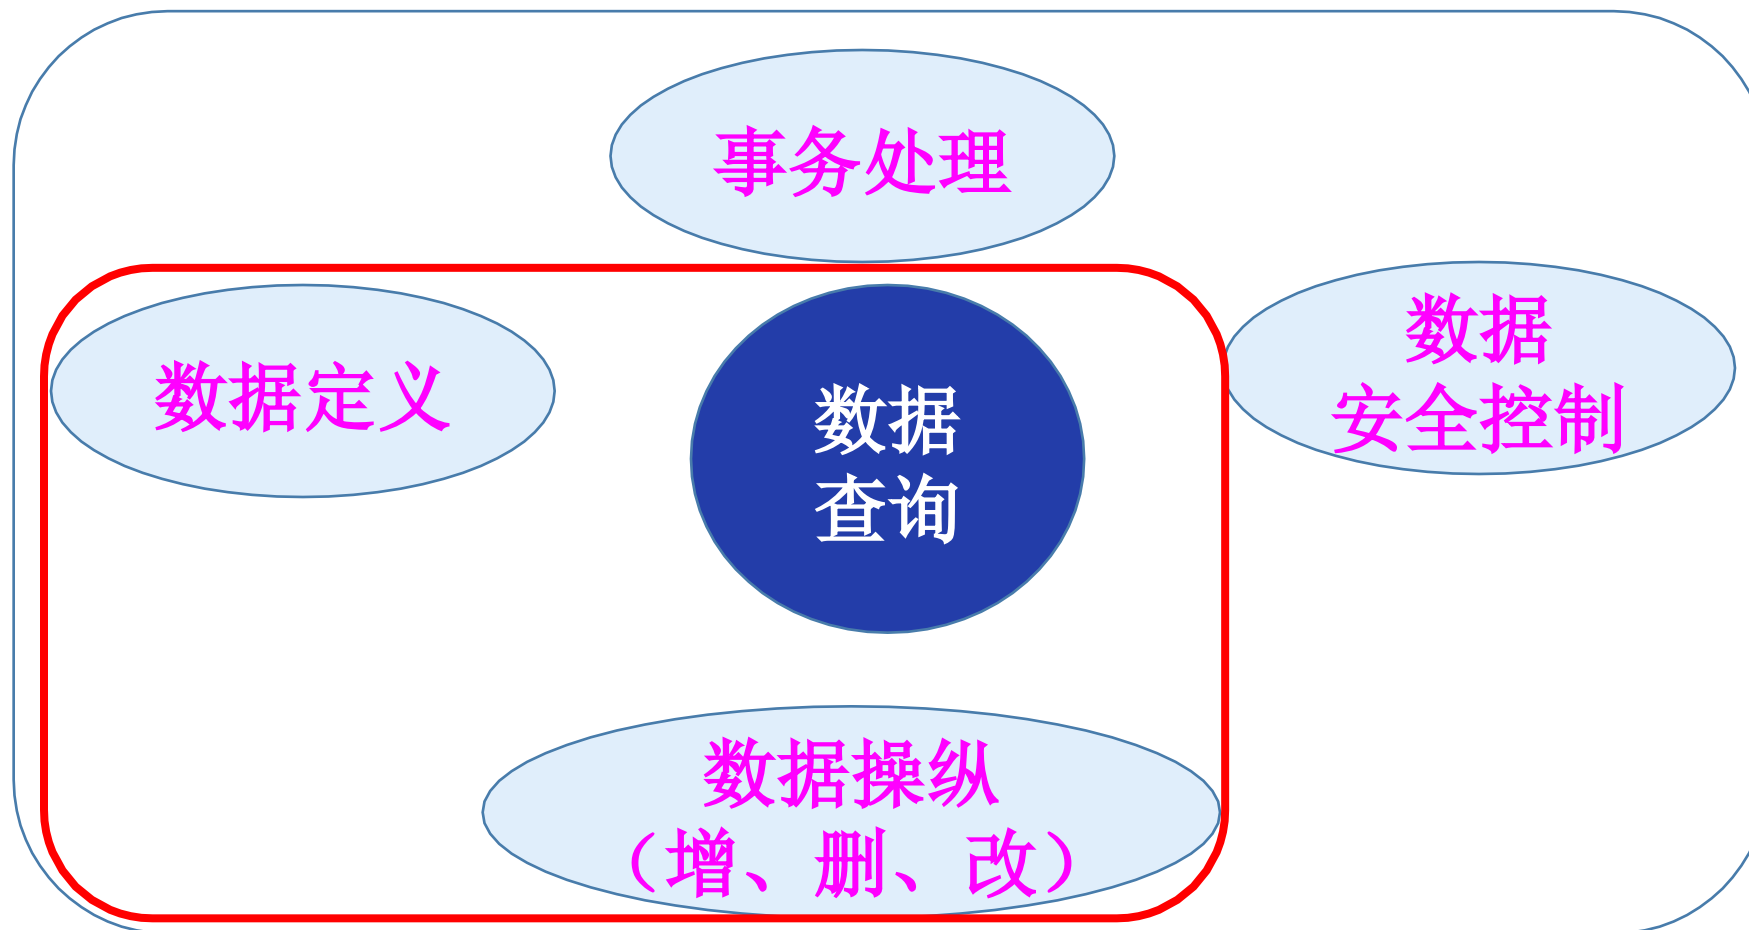 事务处理
数据定义
数据
查询
数据
安全控制
数据操纵
（增、删、改）